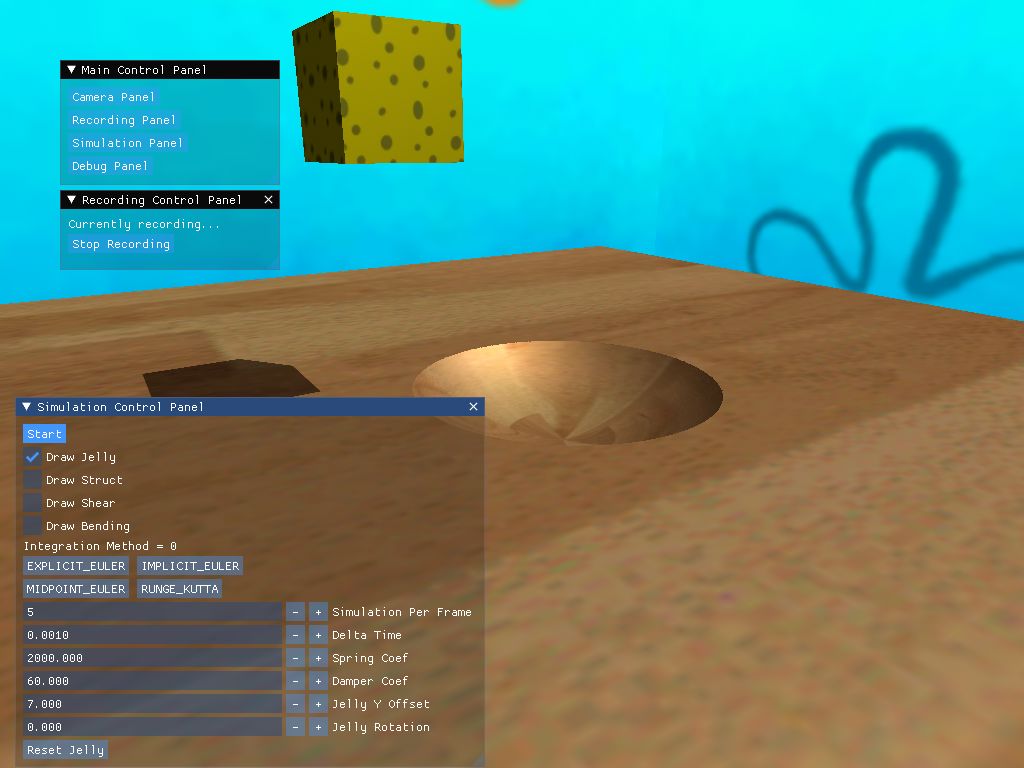 Main Control Panel
Camera Panel
Recording Panel
Simulation Panel
Debug Panel
Recording Control Panel
Currently recording...
Stop Recording
Simulation Control Panel
Start
Draw Jelly
Draw Struct
Draw Shear
Draw Bending
Integration Method = 0
EXPLICIT_EULER IMPLICIT_EULER
MIDPOINT_EULER RUNGE_KUTTA
5 - + Simulation Per Frame
0.0010 - + Delta Time
2000.000 - + Spring Coef
60.000 - + Damper Coef
7.000 - + Jelly Y Offset
0.000 - + Jelly Rotation
Reset Jelly